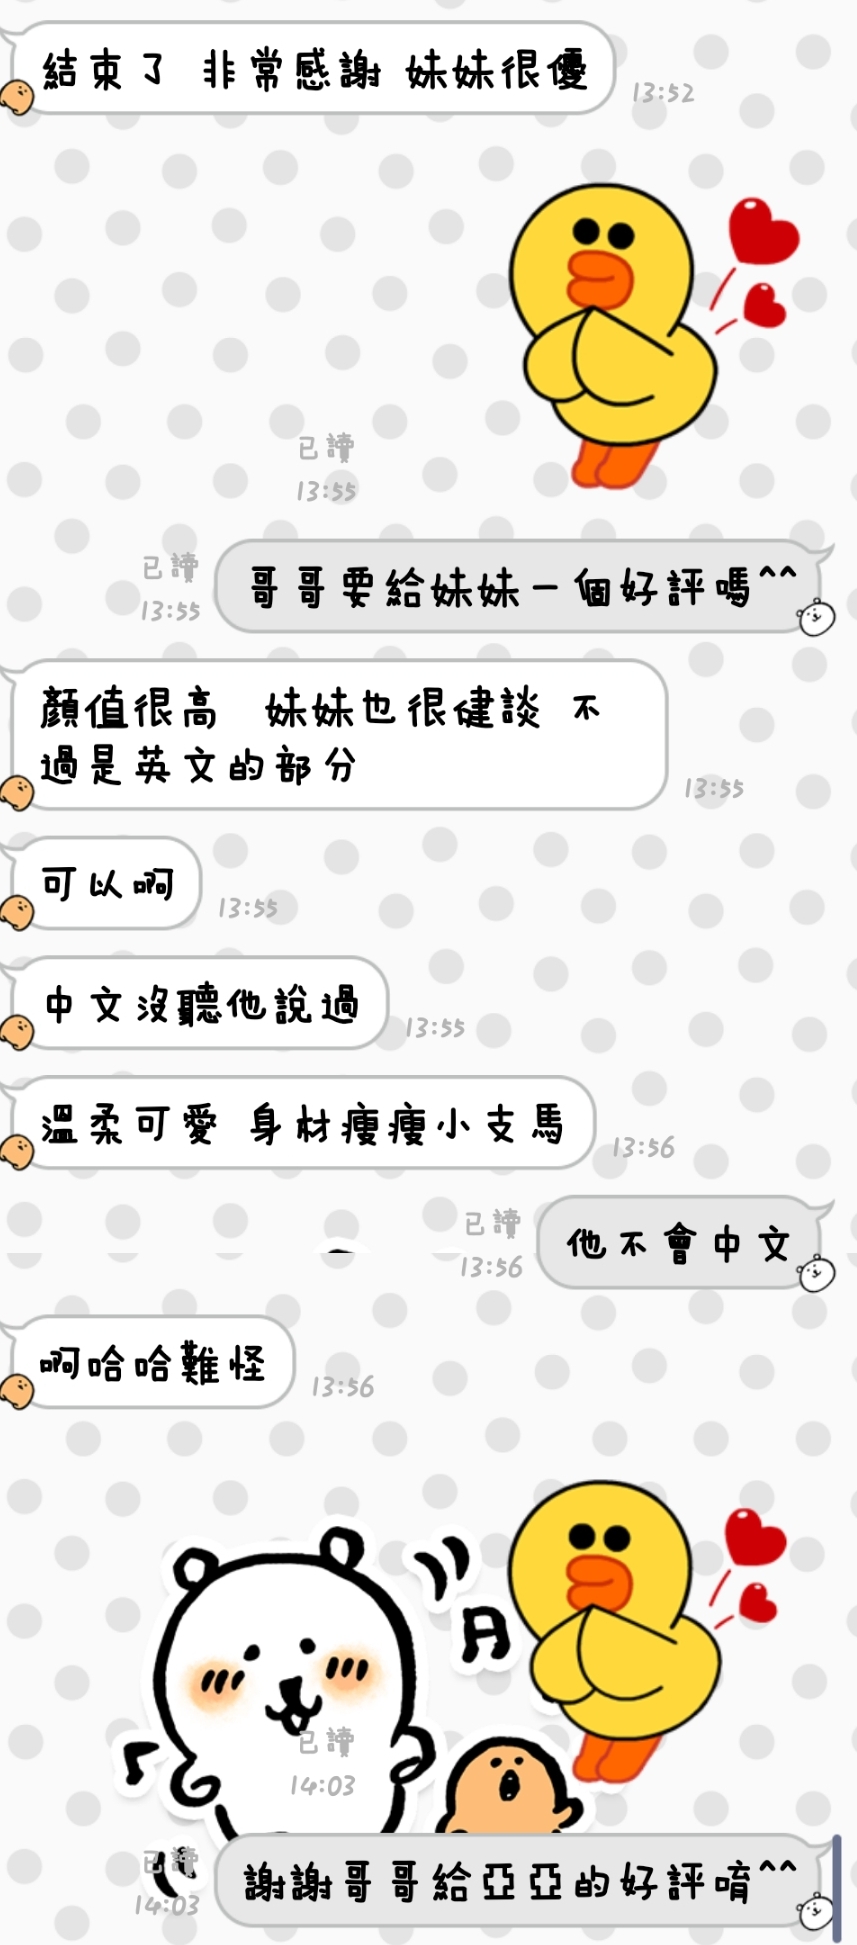 結束了 非常感謝 妹妹很優
13:52
已讀
13:55
已讀
13:55
哥哥要給妹妹一個好評嗎^^
顏值很高 妹妹也很健談 不
過是英文的部分
13:55
可以啊
13:55
中文沒聽他說過
13:55
溫柔可愛 身材瘦瘦小支馬
13:56
已讀
13:56
他不會中文
啊哈哈難怪
13:56
已讀
14:03
已讀
14:03
謝謝哥哥給亞亞的好評唷^^